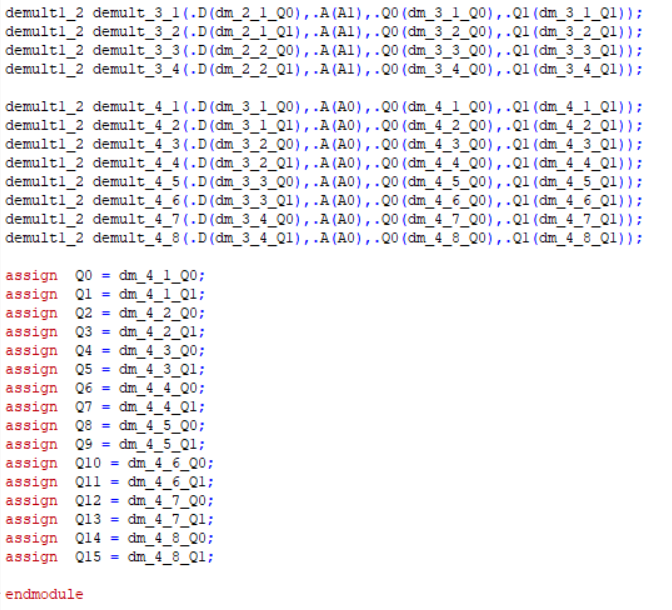 demult1_2 demult_3_1(.D(dm_2_1_Q0),.A(A1),.Q0(dm_3_1_Q0),.Q1(dm_3_1_Q1));
demult1_2 demult_3_2(.D(dm_2_1_Q1),.A(A1),.Q0(dm_3_2_Q0),.Q1(dm_3_2_Q1));
demult1_2 demult_3_3(.D(dm_2_2_Q0),.A(A1),.Q0(dm_3_3_Q0),.Q1(dm_3_3_Q1));
demult1_2 demult_3_4(.D(dm_2_2_Q1),.A(A1),.Q0(dm_3_4_Q0),.Q1(dm_3_4_Q1));
demult1_2 demult_4_1(.D(dm_3_1_Q0),.A(A0),.Q0(dm_4_1_Q0),.Q1(dm_4_1_Q1));
demult1_2 demult_4_2(.D(dm_3_1_Q1),.A(A0),.Q0(dm_4_2_Q0),.Q1(dm_4_2_Q1));
demult1_2 demult_4_3(.D(dm_3_2_Q0),.A(A0),.Q0(dm_4_3_Q0),.Q1(dm_4_3_Q1));
demult1_2 demult_4_4(.D(dm_3_2_Q1),.A(A0),.Q0(dm_4_4_Q0),.Q1(dm_4_4_Q1));
demult1_2 demult_4_5(.D(dm_3_3_Q0),.A(A0),.Q0(dm_4_5_Q0),.Q1(dm_4_5_Q1));
demult1_2 demult_4_6(.D(dm_3_3_Q1),.A(A0),.Q0(dm_4_6_Q0),.Q1(dm_4_6_Q1));
demult1_2 demult_4_7(.D(dm_3_4_Q0),.A(A0),.Q0(dm_4_7_Q0),.Q1(dm_4_7_Q1));
demult1_2 demult_4_8(.D(dm_3_4_Q1),.A(A0),.Q0(dm_4_8_Q0),.Q1(dm_4_8_Q1));
assign  Q0 = dm_4_1_Q0;
assign  Q1 = dm_4_1_Q1;
assign  Q2 = dm_4_2_Q0;
assign  Q3 = dm_4_2_Q1;
assign  Q4 = dm_4_3_Q0;
assign  Q5 = dm_4_3_Q1;
assign  Q6 = dm_4_4_Q0;
assign  Q7 = dm_4_4_Q1;
assign  Q8 = dm_4_5_Q0;
assign  Q9 = dm_4_5_Q1;
assign  Q10 = dm_4_6_Q0;
assign  Q11 = dm_4_6_Q1;
assign  Q12 = dm_4_7_Q0;
assign  Q13 = dm_4_7_Q1;
assign  Q14 = dm_4_8_Q0;
assign  Q15 = dm_4_8_Q1;
endmodule